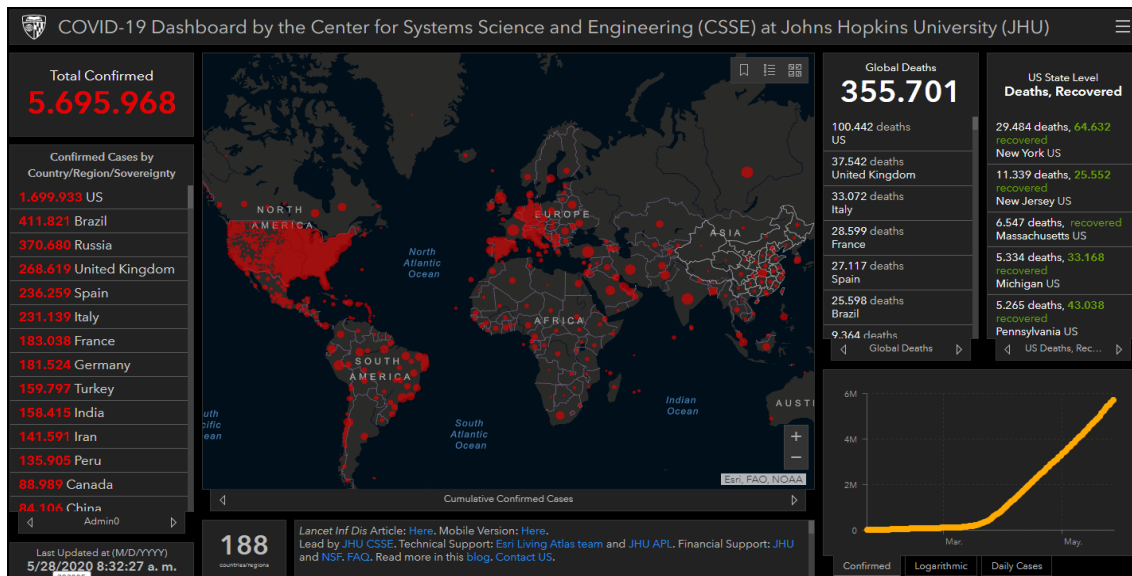 COVID-19 Dashboard by the Center for Systems Science and Engineering (CSSE) at Johns Hopkins University (JHU)
Total Confirmed
5.695.968
Confirmed Cases by
Country/Region/Sovereignty
1.699.933 US
411.821 Brazil
370.680 Russia
268.619 United Kingdom
236.259 Spain
231.139 Italy
183.038 France
181.524 Germany
159.797 Turkey
158.415 India
141.591 Iran
135.905 Peru
88.989 Canada
84.106 China
Admin0
Last Updated at (M/D/YYYY)
5/28/2020 8:32:27 a. m.
NORTH
AMERICA
North
Atlantic
Ocean
EUROPE
ASIA
AFRICA
SOUTH
AMERICA
Indian
Ocean
AUST
uth
cific
ean
South
Atlantic
Ocean
+
−
Esri, FAO, NOAA
Cumulative Confirmed Cases
188
countries/regions
Lancet Inf Dis Article: Here. Mobile Version: Here.
Lead by JHU CSSE. Technical Support: Esri Living Atlas team and JHU APL. Financial Support: JHU
and NSF. FAQ. Read more in this blog. Contact US.
Global Deaths
355.701
100.442 deaths
US
37.542 deaths
United Kingdom
33.072 deaths
Italy
28.599 deaths
France
27.117 deaths
Spain
25.598 deaths
Brazil
9.364 deaths
Global Deaths
US State Level
Deaths, Recovered
29.484 deaths, 64.632
recovered
New York US
11.339 deaths, 25.552
recovered
New Jersey US
6.547 deaths, recovered
Massachusetts US
5.334 deaths, 33.168
recovered
Michigan US
5.265 deaths, 43.038
recovered
Pennsylvania US
US Deaths, Rec...
6M
4M
2M
0
Mar.
May.
Confirmed
Logarithmic
Daily Cases